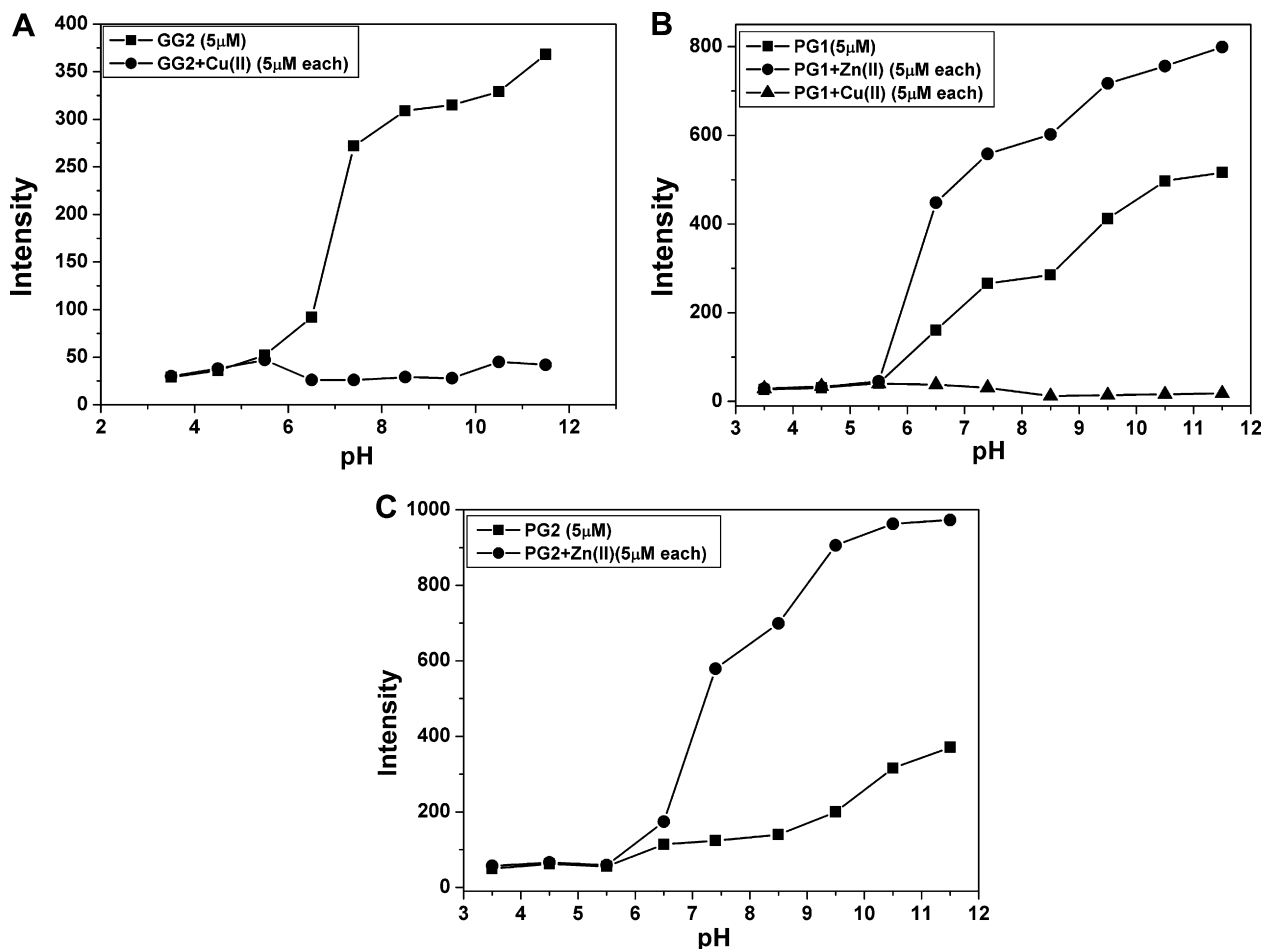 A
GG2 (5μM)
GG2+Cu(II) (5μM each)
400
350
300
250
200
150
100
50
0
Intensity
2 4 6 8 10 12
pH
B
PG1(5μM)
PG1+Zn(II) (5μM each)
PG1+Cu(II) (5μM each)
800
600
400
200
0
Intensity
3 4 5 6 7 8 9 10 11 12
pH
C
PG2 (5μM)
PG2+Zn(II)(5μM each)
1000
800
600
400
200
0
Intensity
3 4 5 6 7 8 9 10 11 12
pH